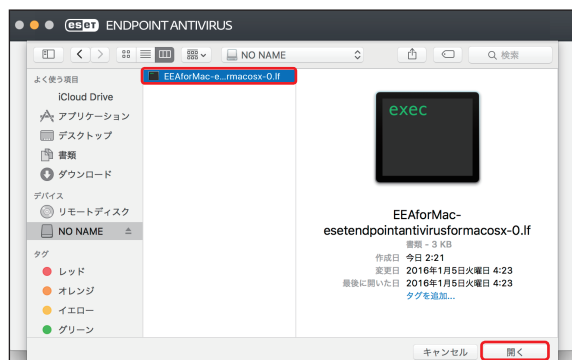 eset ENDPOINT ANTIVIRUS
NO NAME
検索
よく使う項目
iCloud Drive
アプリケーション
デスクトップ
書類
ダウンロード
デバイス
リモートディスク
NO NAME
タグ
レッド
オレンジ
イエロー
グリーン
EEAforMac-e...rmacosx-0.lf
exec
EEAforMac-
esetendpointantivirusformacosx-0.lf
書類 - 3 KB
作成日 今日 2:21
変更日 2016年1月5日火曜日 4:23
最後に開いた日 2016年1月5日火曜日 4:23
タグを追加...
キャンセル
開く